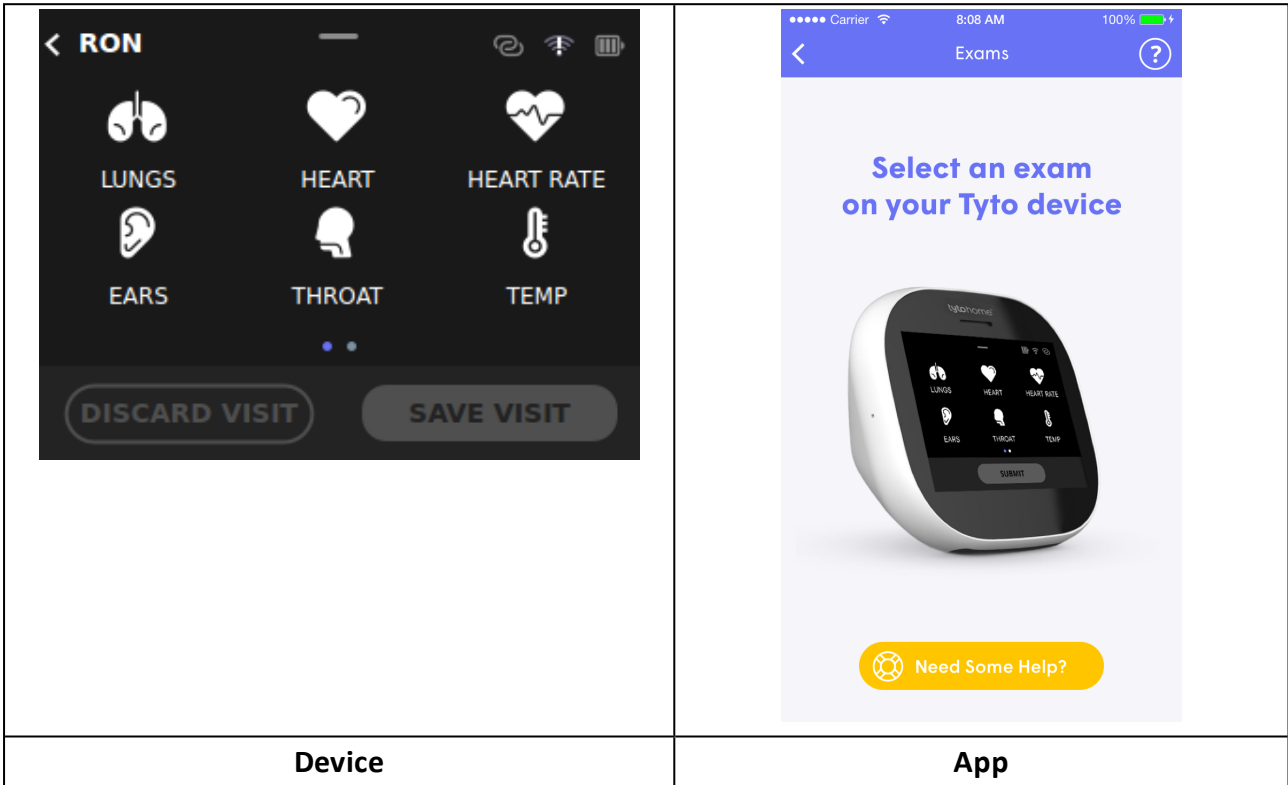 RON
LUNGS HEART HEART RATE
EARS THROAT TEMP
DISCARD VISIT SAVE VISIT
Carrier 8:08 AM 100%
Exams ?
Select an exam
on your Tyto device
tytohome
LUNGS HEART HEART RATE
EARS THROAT TEMP
SUBMIT
Need Some Help?
Device App